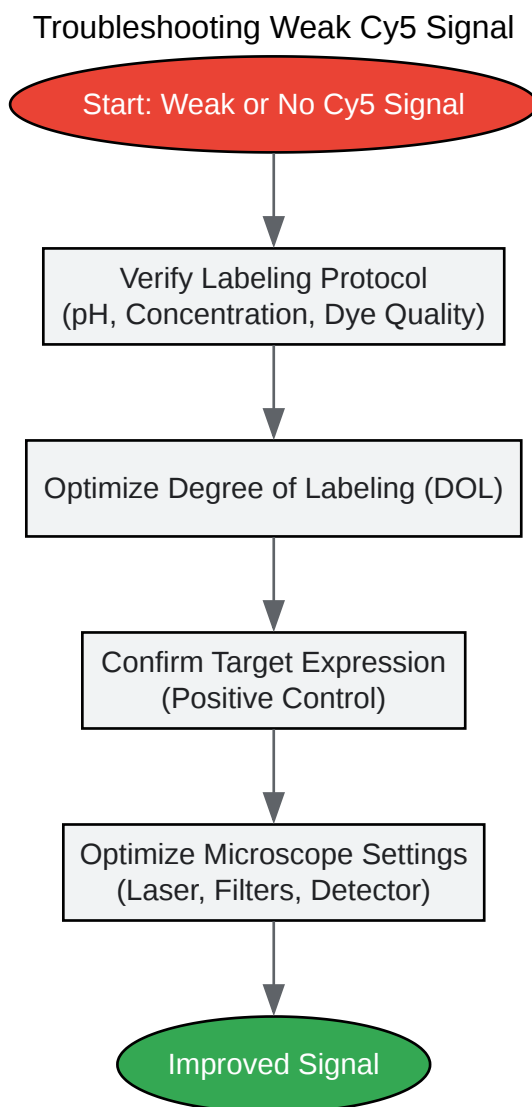 Troubleshooting Weak Cy5 Signal
Start: Weak or No Cy5 Signal
Verify Labeling Protocol
(pH, Concentration, Dye Quality)
Optimize Degree of Labeling (DOL)
Confirm Target Expression
(Positive Control)
Optimize Microscope Settings
(Laser, Filters, Detector)
Improved Signal